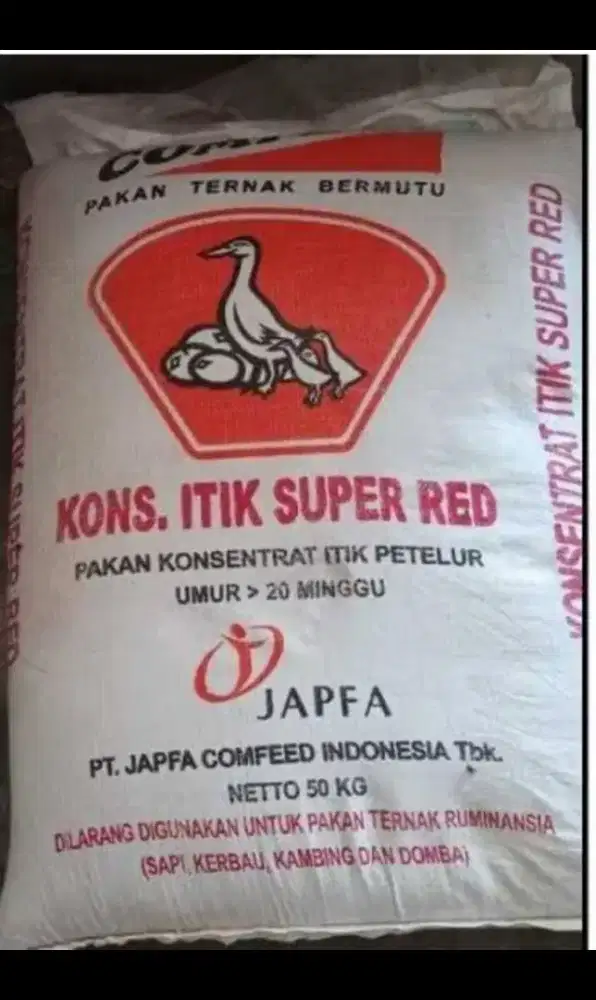 PAKAN TERNAK BERMUTU
KONS. ITIK SUPER RED
PAKAN KONSENTRAT ITIK PETELUR
UMUR > 20 MINGGU
JAPFA
PT. JAPFA COMFEED INDONESIA Tbk.
NETTO 50 KG
DILARANG DIGUNAKAN UNTUK PAKAN TERNAK RUMINANSIA
(SAPI, KERBAU, KAMBING DAN DOMBA)
KONSENTRAT ITIK SUPER RED